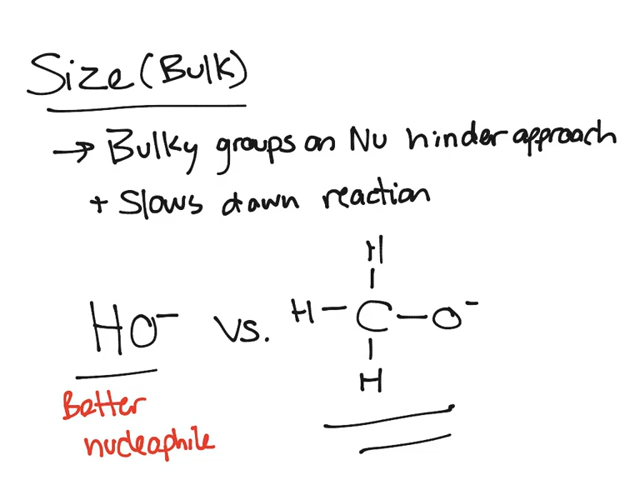 Size (Bulk)
→ Bulky groups on Nu hinder approach
+ Slows down reaction
H
HO⁻ vs. H-C-O⁻
H
Better
nucleophile